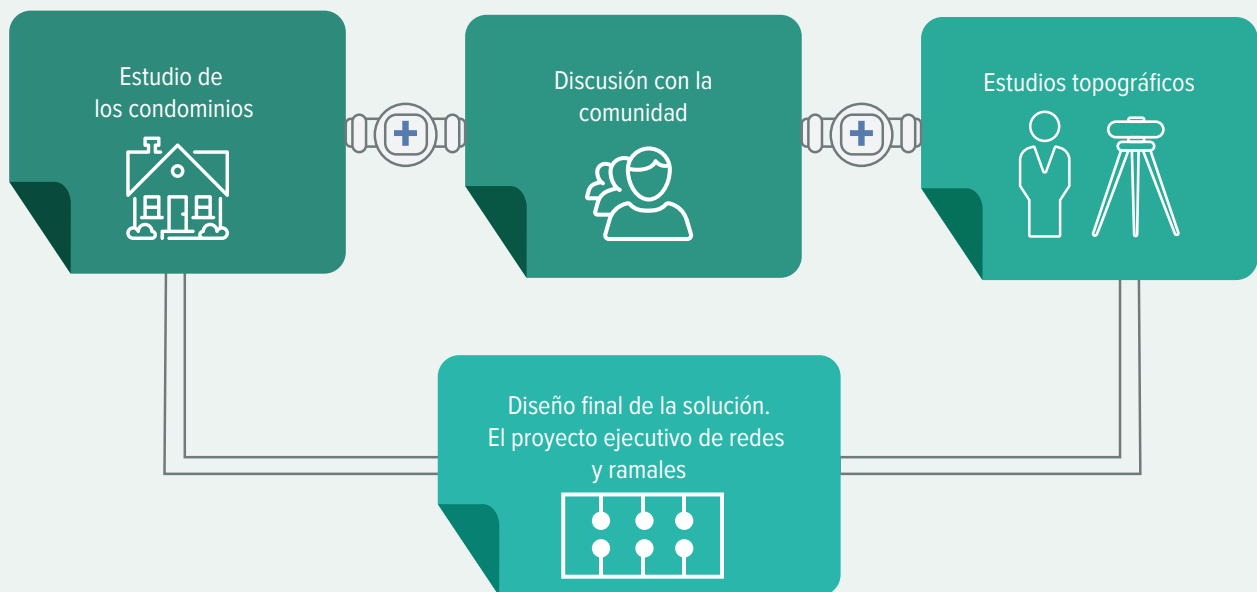 Estudio de
los condominios
Discusión con la
comunidad
Estudios topográficos
Diseño final de la solución.
El proyecto ejecutivo de redes
y ramales